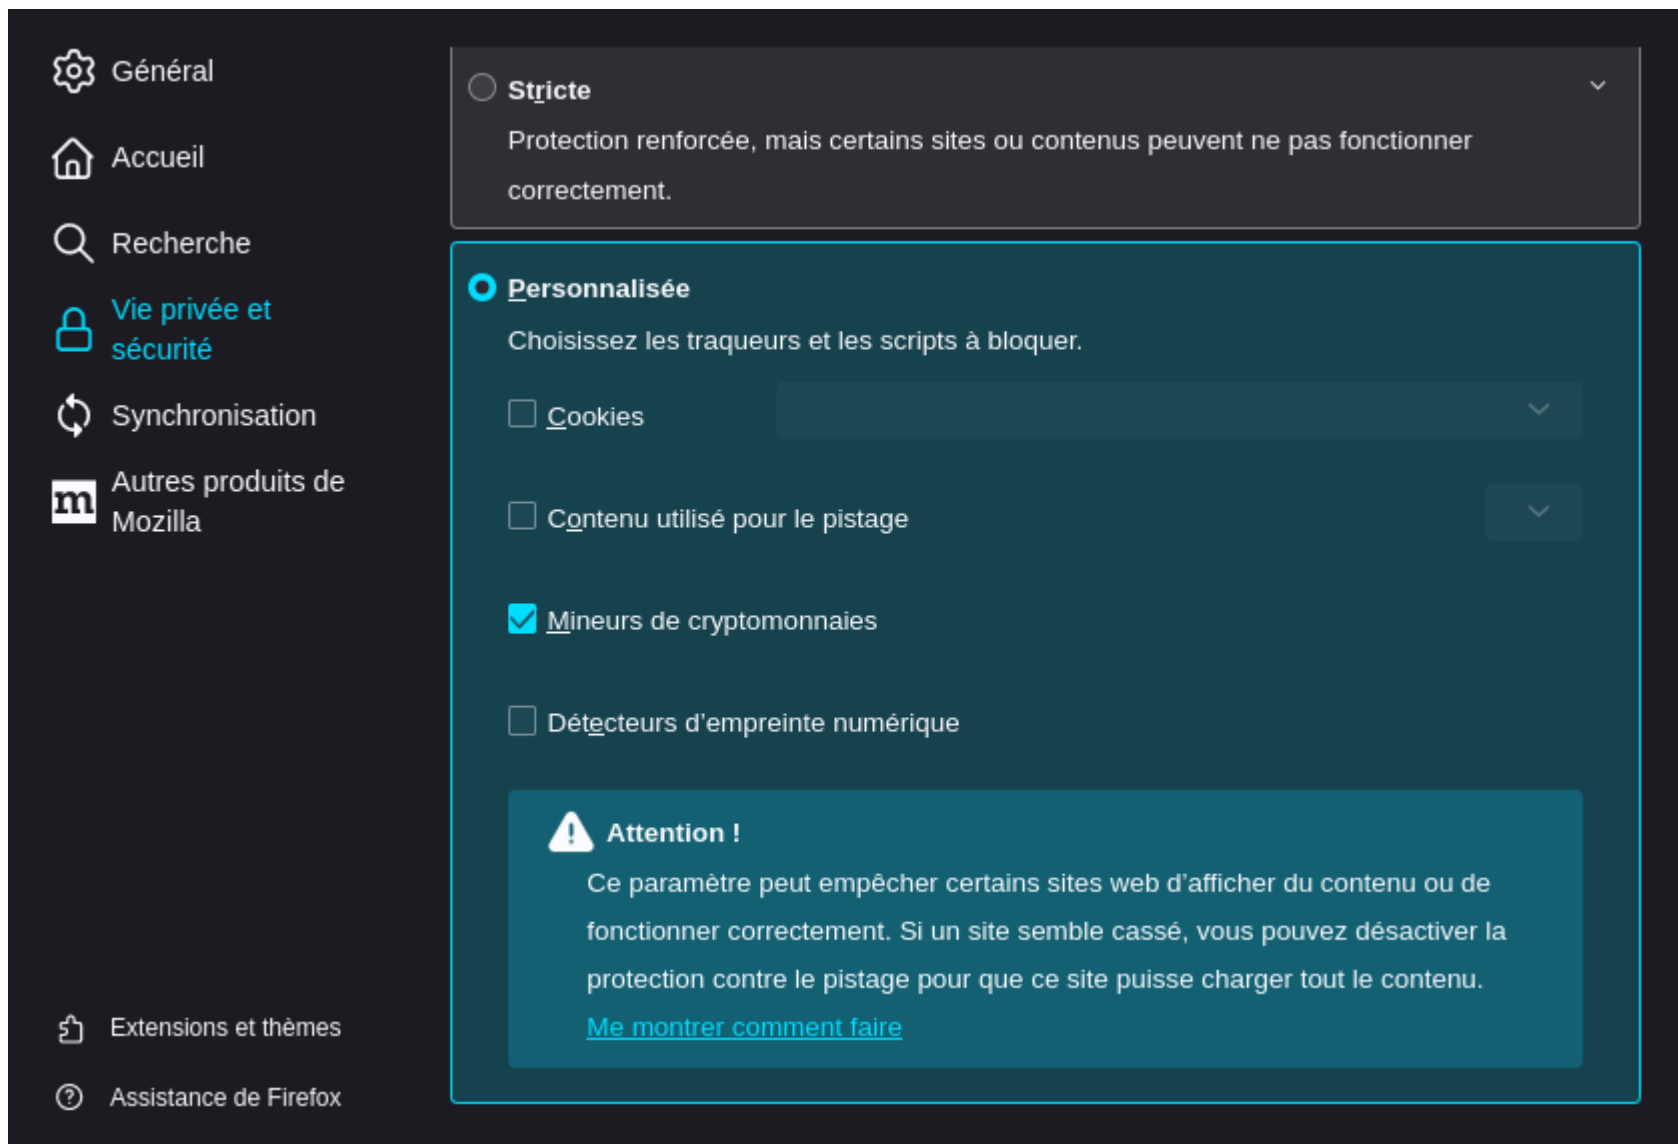 Général
Accueil
Recherche
Vie privée et
sécurité
Synchronisation
m
Autres produits de
Mozilla
Extensions et thèmes
Assistance de Firefox
Stricte
Protection renforcée, mais certains sites ou contenus peuvent ne pas fonctionner
correctement.
Personnalisée
Choisissez les traqueurs et les scripts à bloquer.
Cookies
Contenu utilisé pour le pistage
Mineurs de cryptomonnaies
Détecteurs d’empreinte numérique
Attention !
Ce paramètre peut empêcher certains sites web d’afficher du contenu ou de
fonctionner correctement. Si un site semble cassé, vous pouvez désactiver la
protection contre le pistage pour que ce site puisse charger tout le contenu.
Me montrer comment faire